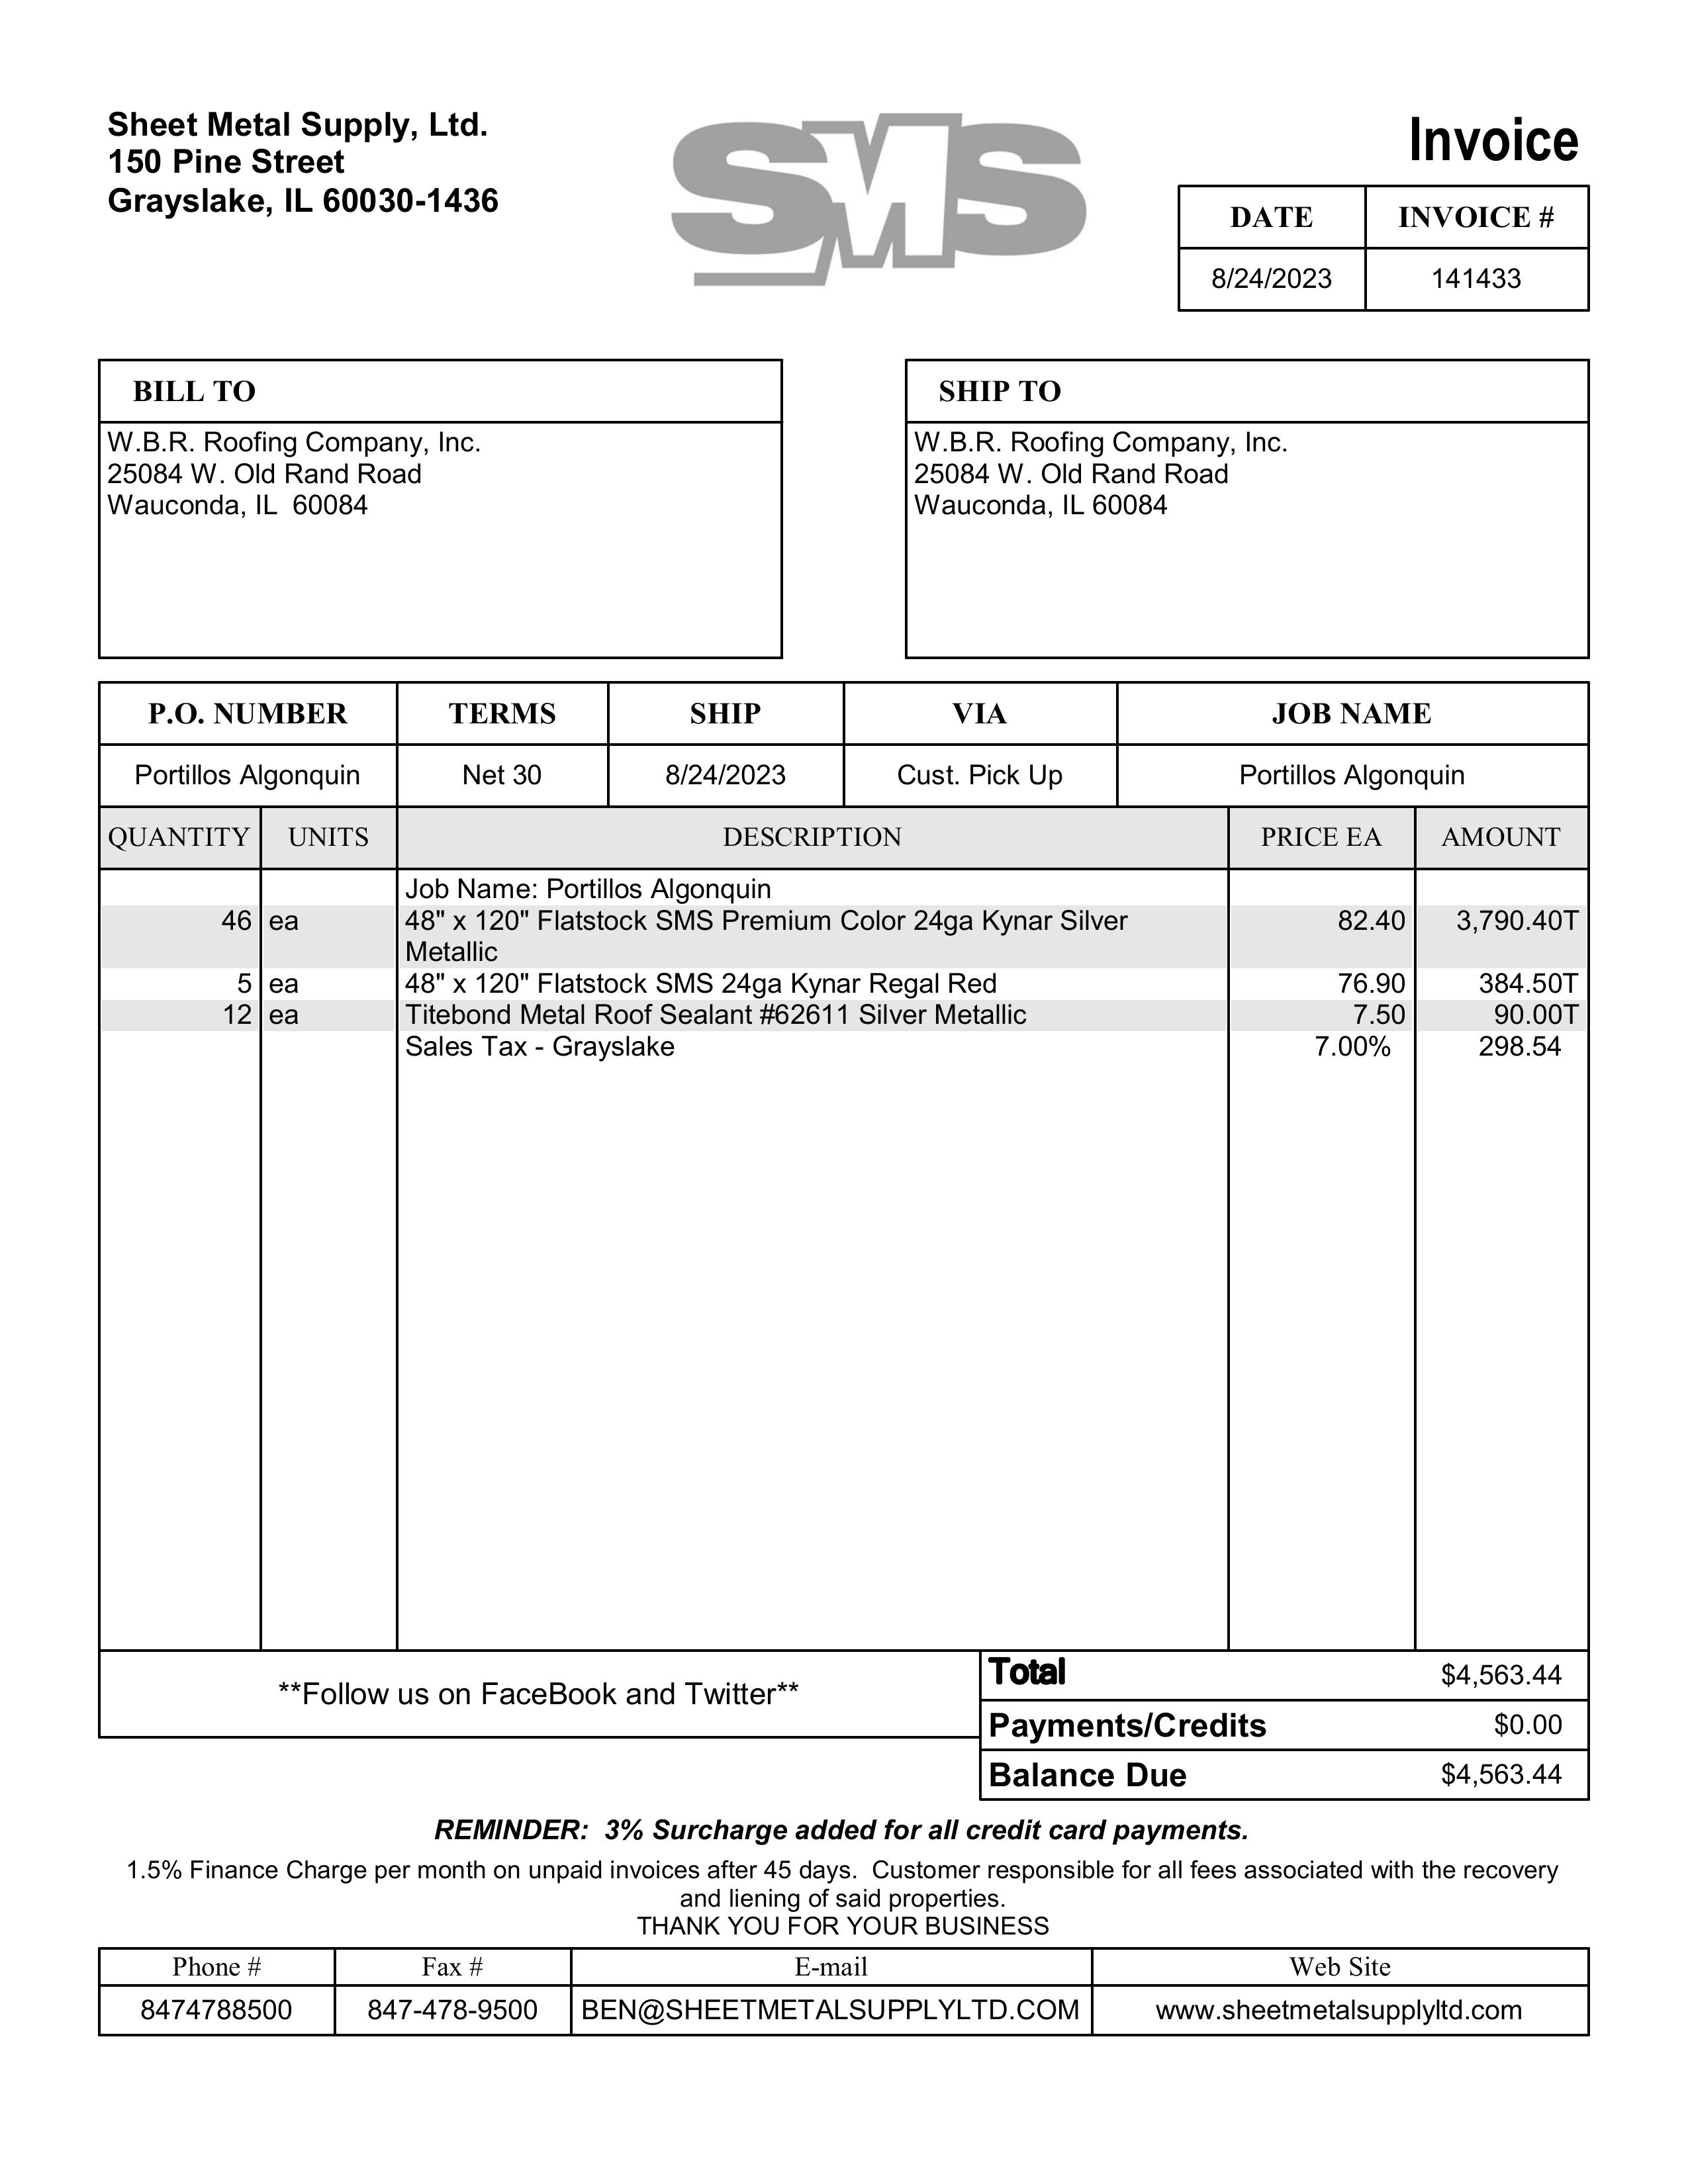 Sheet Metal Supply, Ltd.
150 Pine Street
Grayslake, IL 60030-1436
SMS
Invoice
DATE INVOICE #
8/24/2023 141433
BILL TO
W.B.R. Roofing Company, Inc.
25084 W. Old Rand Road
Wauconda, IL 60084
SHIP TO
W.B.R. Roofing Company, Inc.
25084 W. Old Rand Road
Wauconda, IL 60084
P.O. NUMBER TERMS SHIP VIA JOB NAME
Portillos Algonquin Net 30 8/24/2023 Cust. Pick Up Portillos Algonquin
QUANTITY UNITS DESCRIPTION PRICE EA AMOUNT
Job Name: Portillos Algonquin
46 ea 48" x 120" Flatstock SMS Premium Color 24ga Kynar Silver 82.40 3,790.40T
Metallic
5 ea 48" x 120" Flatstock SMS 24ga Kynar Regal Red 76.90 384.50T
12 ea Titebond Metal Roof Sealant #62611 Silver Metallic 7.50 90.00T
Sales Tax - Grayslake 7.00% 298.54
**Follow us on FaceBook and Twitter**
Total $4,563.44
Payments/Credits $0.00
Balance Due $4,563.44
REMINDER: 3% Surcharge added for all credit card payments.
1.5% Finance Charge per month on unpaid invoices after 45 days. Customer responsible for all fees associated with the recovery
and liening of said properties.
THANK YOU FOR YOUR BUSINESS
Phone # Fax # E-mail Web Site
8474788500 847-478-9500 BEN@SHEETMETALSUPPLYLTD.COM www.sheetmetalsupplyltd.com